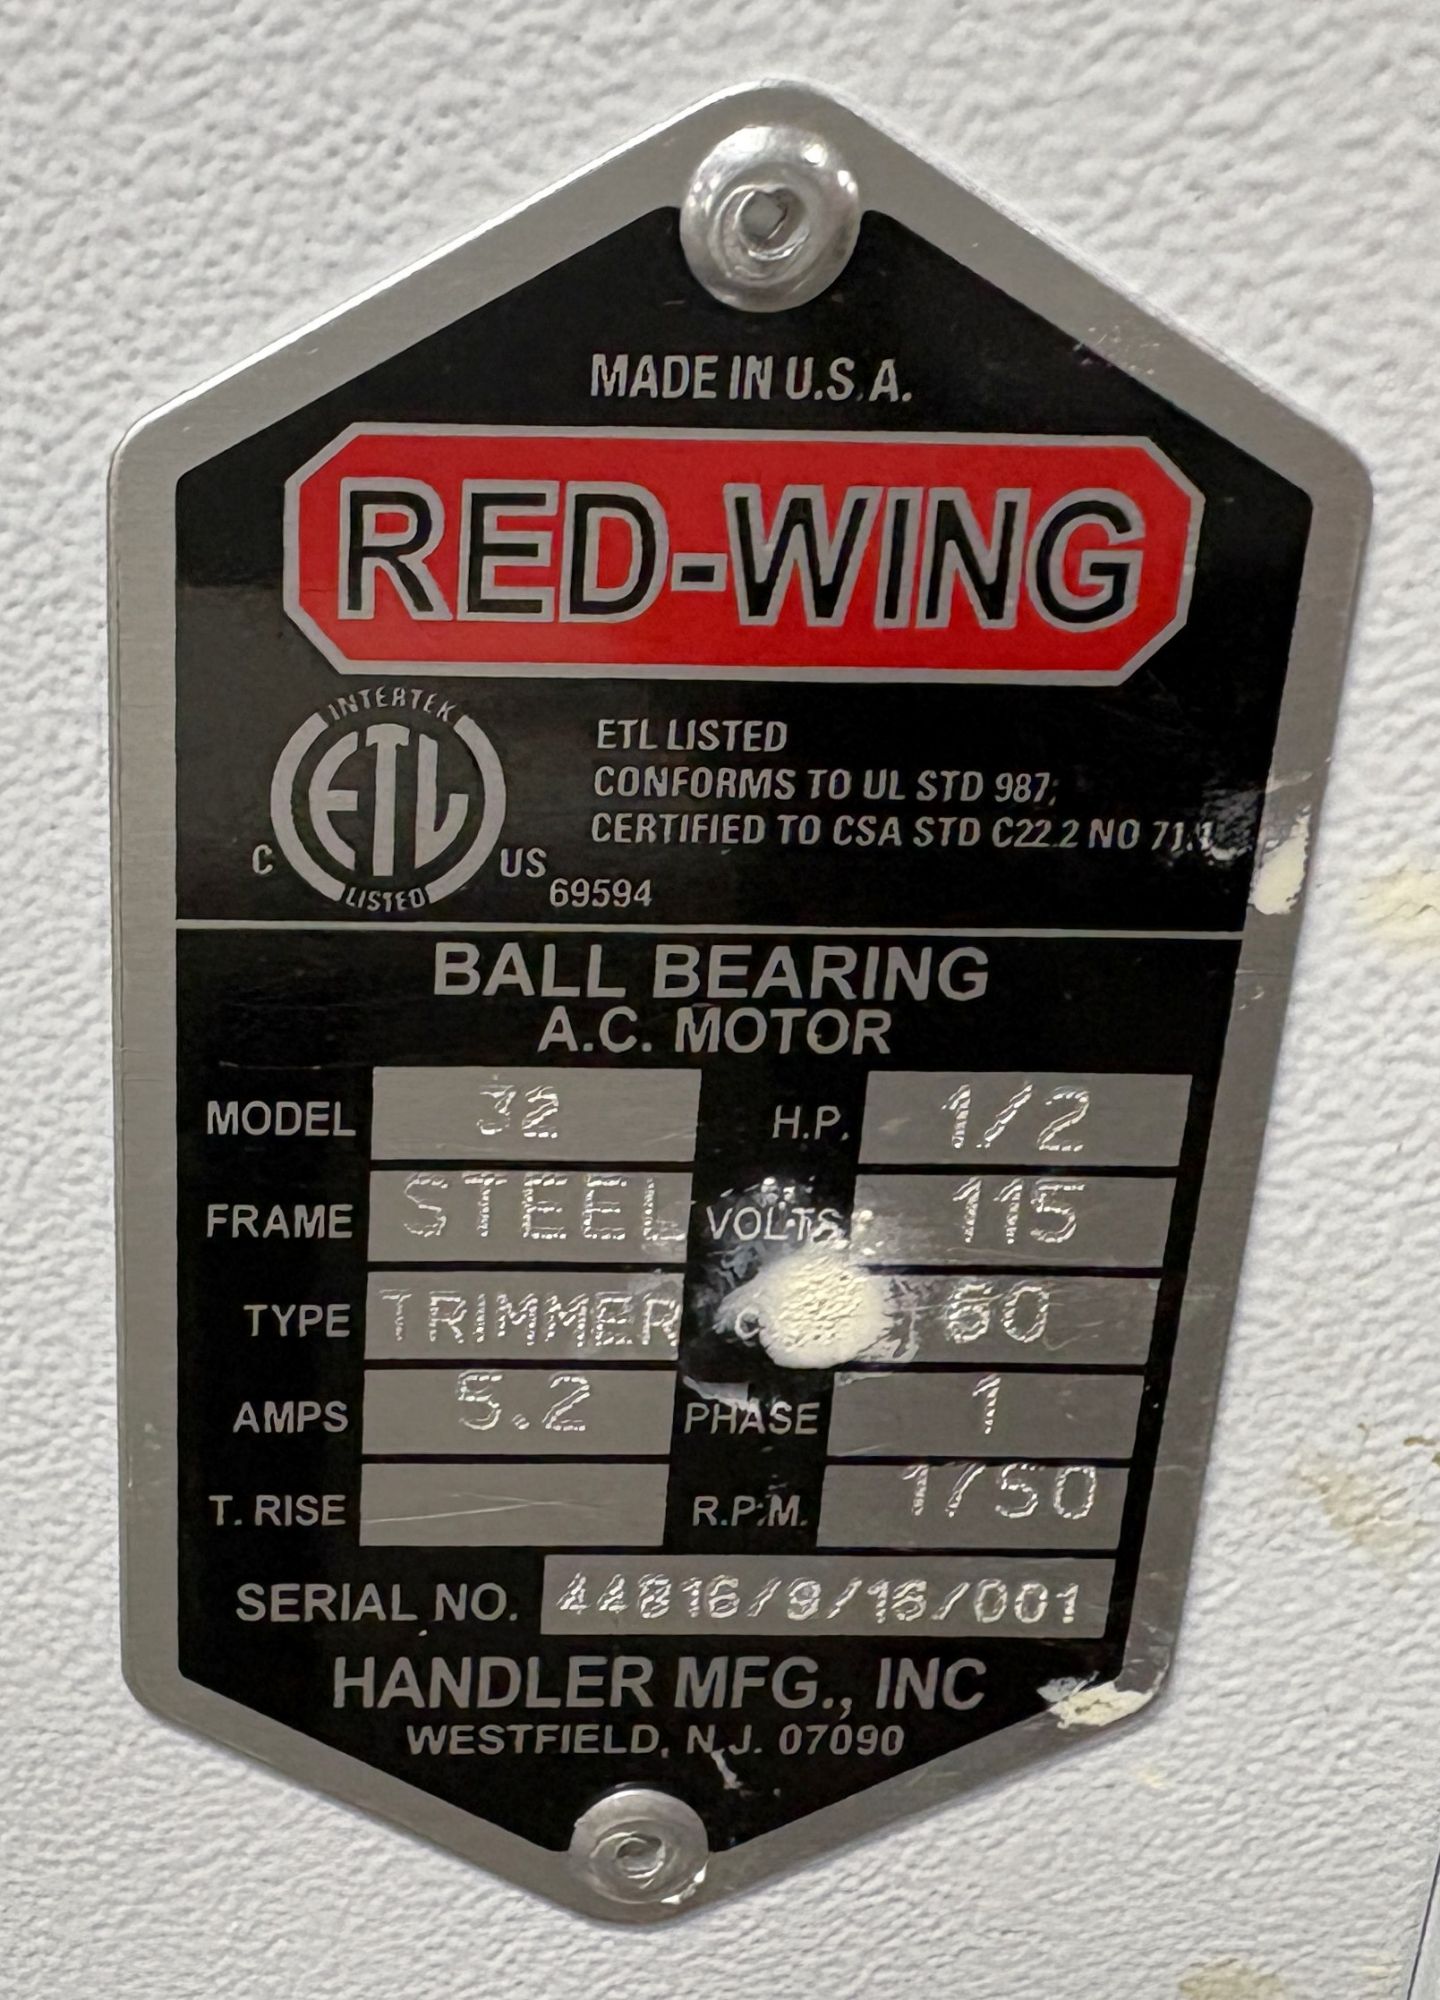 MADE IN U.S.A.
RED-WING
INTERTEK
ETL
LISTED
C US
69594
ETL LISTED
CONFORMS TO UL STD 987;
CERTIFIED TO CSA STD C22.2 NO 71.1
BALL BEARING
A.C. MOTOR
MODEL 32 H.P. 1/2
FRAME STEEL VOLTS 115
TYPE TRIMMER 60
AMPS 5.2 PHASE 1
T. RISE R.P.M. 1750
SERIAL NO. 44816/9/16/001
HANDLER MFG., INC
WESTFIELD, N.J. 07090